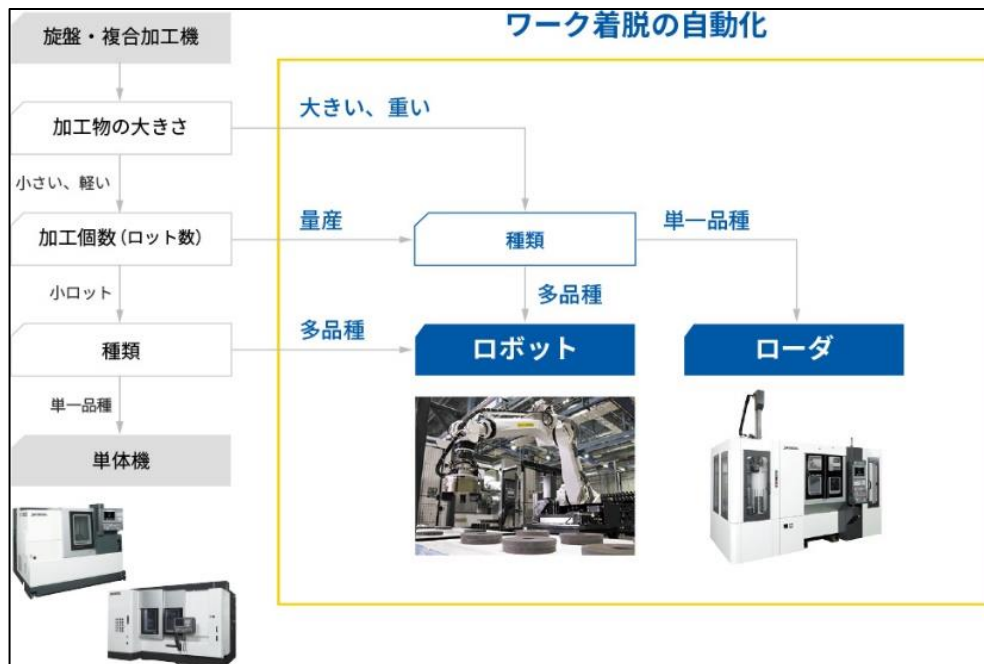 ワーク着脱の自動化
旋盤・複合加工機
加工物の大きさ
大きい、重い
小さい、軽い
加工個数(ロット数)
量産
種類
単一品種
小ロット
多品種
種類
多品種
ロボット
ローダ
単一品種
単体機